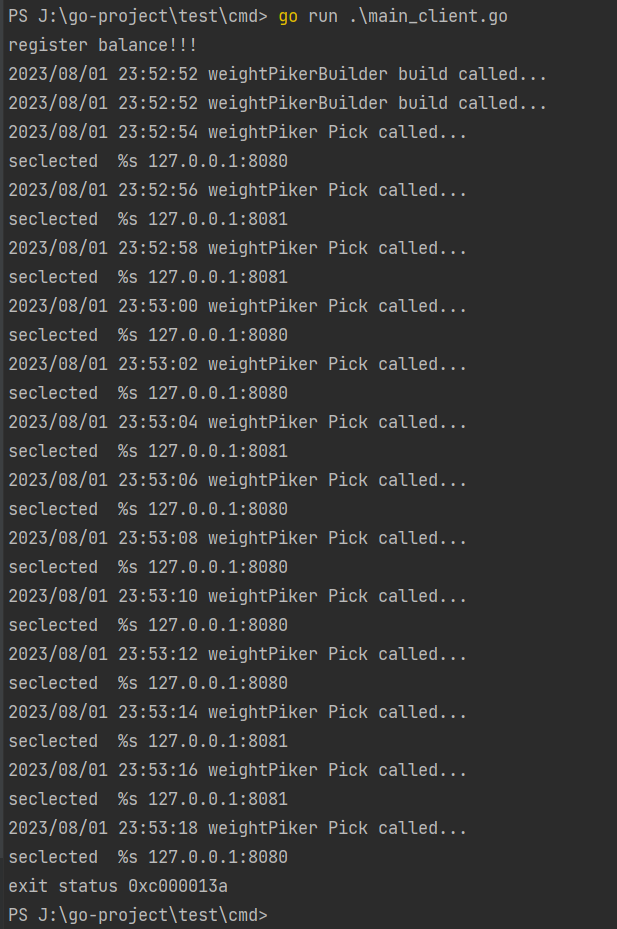 PS J:\go-project\test\cmd> go run .\main_client.go
register balance!!!
2023/08/01 23:52:52 weightPikerBuilder build called...
2023/08/01 23:52:52 weightPikerBuilder build called...
2023/08/01 23:52:54 weightPiker Pick called...
seclected  %s 127.0.0.1:8080
2023/08/01 23:52:56 weightPiker Pick called...
seclected  %s 127.0.0.1:8081
2023/08/01 23:52:58 weightPiker Pick called...
seclected  %s 127.0.0.1:8081
2023/08/01 23:53:00 weightPiker Pick called...
seclected  %s 127.0.0.1:8080
2023/08/01 23:53:02 weightPiker Pick called...
seclected  %s 127.0.0.1:8080
2023/08/01 23:53:04 weightPiker Pick called...
seclected  %s 127.0.0.1:8081
2023/08/01 23:53:06 weightPiker Pick called...
seclected  %s 127.0.0.1:8080
2023/08/01 23:53:08 weightPiker Pick called...
seclected  %s 127.0.0.1:8080
2023/08/01 23:53:10 weightPiker Pick called...
seclected  %s 127.0.0.1:8080
2023/08/01 23:53:12 weightPiker Pick called...
seclected  %s 127.0.0.1:8080
2023/08/01 23:53:14 weightPiker Pick called...
seclected  %s 127.0.0.1:8081
2023/08/01 23:53:16 weightPiker Pick called...
seclected  %s 127.0.0.1:8081
2023/08/01 23:53:18 weightPiker Pick called...
seclected  %s 127.0.0.1:8080
exit status 0xc000013a
PS J:\go-project\test\cmd>